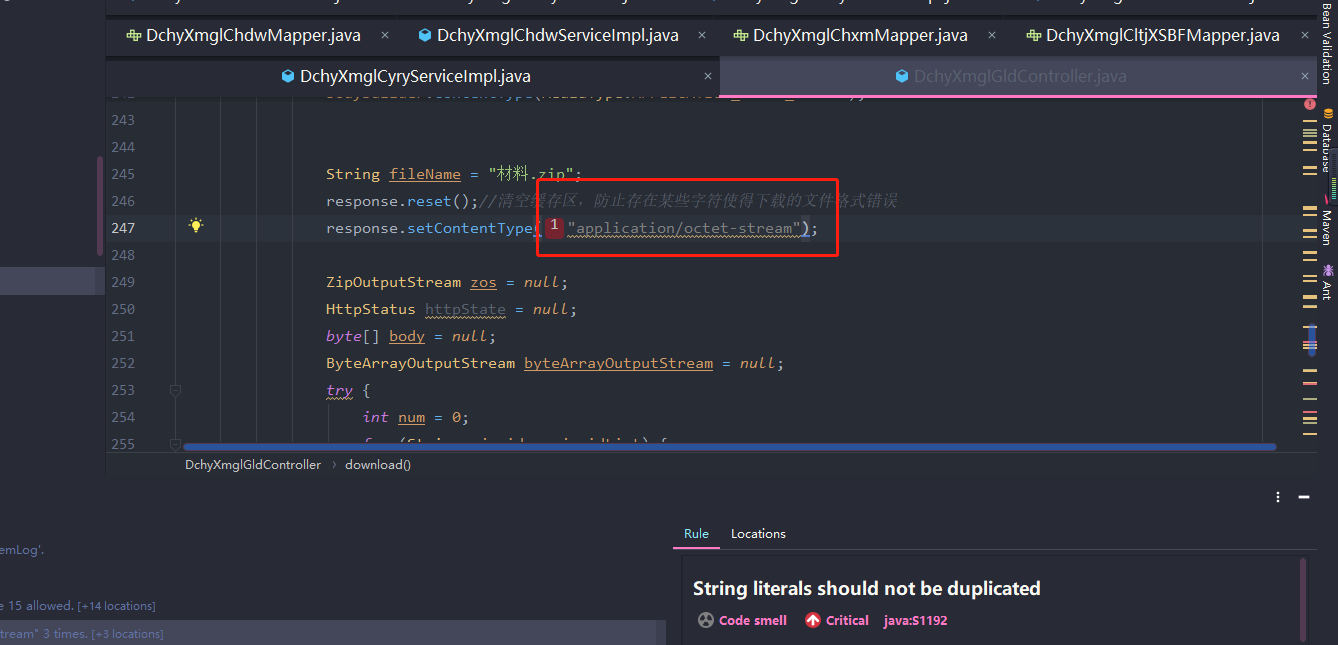 DchyXmglChdwMapper.java × DchyXmglChdwServiceImpl.java × DchyXmglChxmMapper.java × DchyXmglCltjXSBFMapper.java ×
DchyXmglCyryServiceImpl.java × DchyXmglGldController.java ×
Bean Validation
Database
Maven
Ant
243
244
245 String fileName = "材料.zip";
246 response.reset();//清空缓存区，防止存在某些字符使得下载的文件格式错误
247 response.setContentType( 1 "application/octet-stream");
248
249 ZipOutputStream zos = null;
250 HttpStatus httpState = null;
251 byte[] body = null;
252 ByteArrayOutputStream byteArrayOutputStream = null;
253 try {
254 int num = 0;
255
DchyXmglGldController › download()
Rule Locations
emLog'.
String literals should not be duplicated
e 15 allowed. [+14 locations]
Code smell Critical java:S1192
tream" 3 times. [+3 locations]